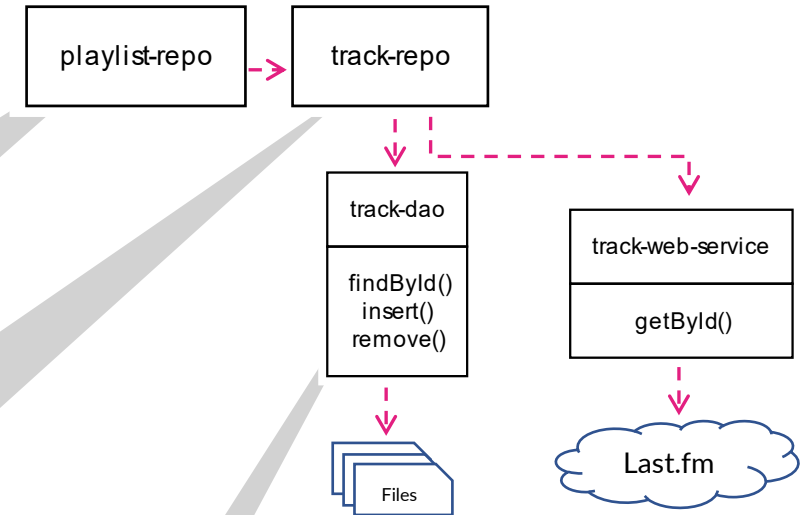 playlist-repo
track-repo
track-dao
findById()
insert()
remove()
track-web-service
getById()
Files
Last.fm